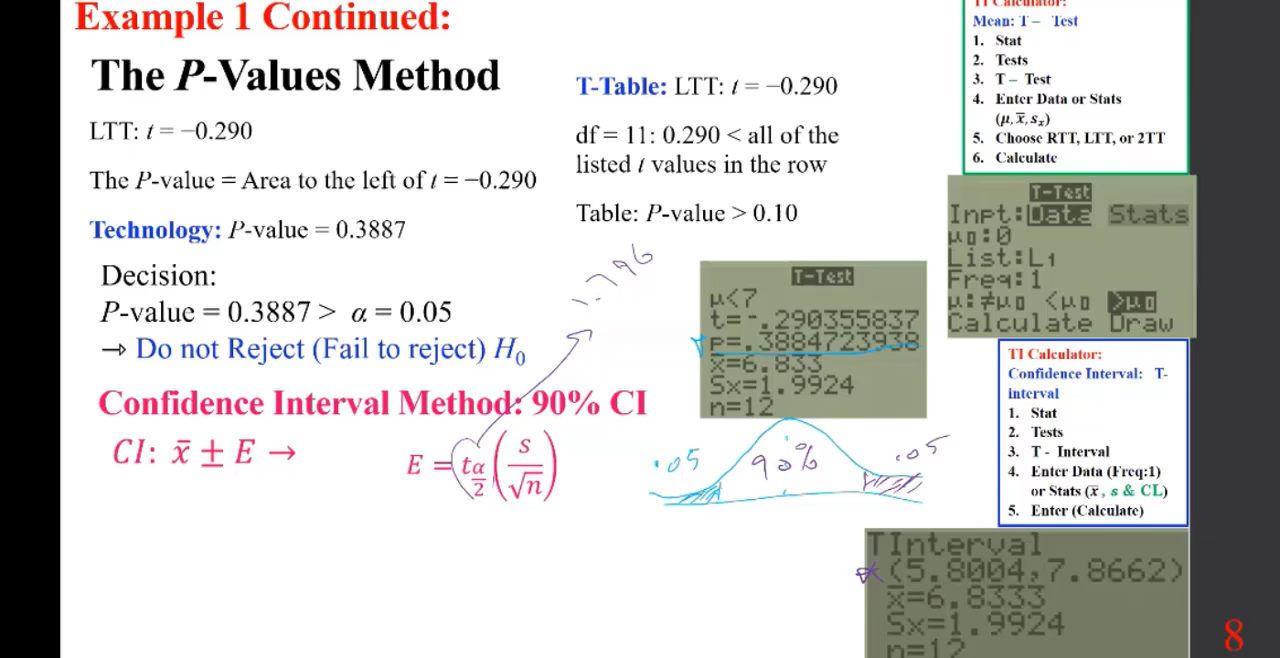 Example 1 Continued:
The P-Values Method
LTT: t = −0.290
The P-value = Area to the left of t = −0.290
Technology: P-value = 0.3887
Decision:
P-value = 0.3887 > α = 0.05
→ Do not Reject (Fail to reject) H₀
Confidence Interval Method: 90% CI
CI: x̄ ± E →
E = tα/2 (s/√n)
T-Table: LTT: t = −0.290
df = 11: 0.290 < all of the
listed t values in the row
Table: P-value > 0.10
1.796
T-Test
μ<7
t=-.290355837
p=.3884723938
x̄=6.833
Sx=1.9924
n=12
.05
90%
.05
TI Calculator:
Mean: T – Test
1. Stat
2. Tests
3. T – Test
4. Enter Data or Stats
(μ, x̄, sₓ)
5. Choose RTT, LTT, or 2TT
6. Calculate
T-Test
Inpt:Data Stats
μ₀:0
List:L₁
Freq:1
μ:≠μ₀ <μ₀ >μ₀
Calculate Draw
TI Calculator:
Confidence Interval: T-
interval
1. Stat
2. Tests
3. T - Interval
4. Enter Data (Freq:1)
or Stats (x̄, s & CL)
5. Enter (Calculate)
TInterval
(5.8004,7.8662)
x̄=6.8333
Sx=1.9924
n=12
8